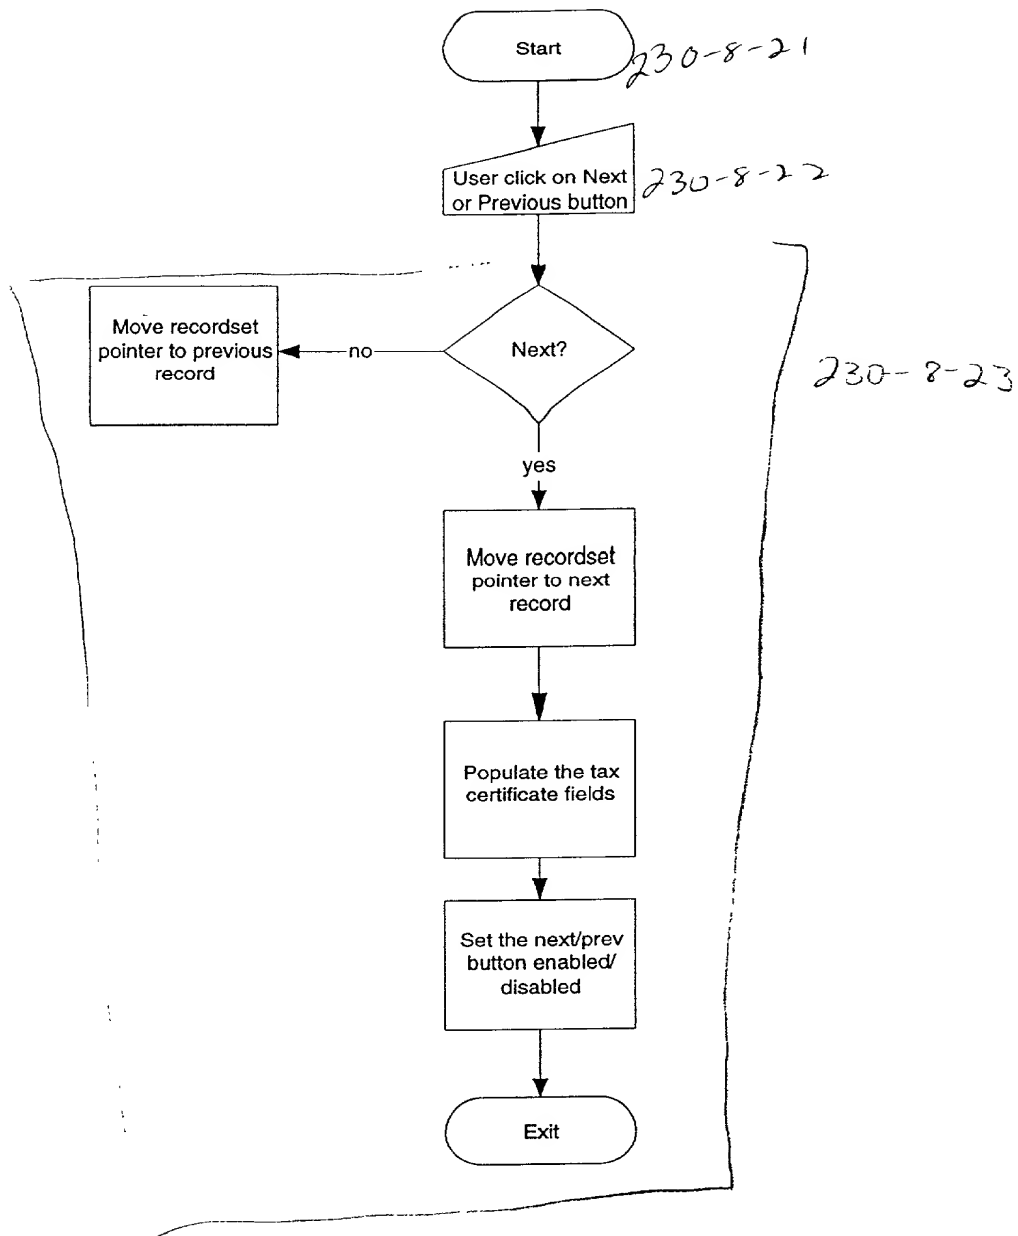 Start
230-8-21
User click on Next
or Previous button
230-8-22
Move recordset
pointer to previous
record
no
Next?
230-8-23
yes
Move recordset
pointer to next
record
Populate the tax
certificate fields
Set the next/prev
button enabled/
disabled
Exit